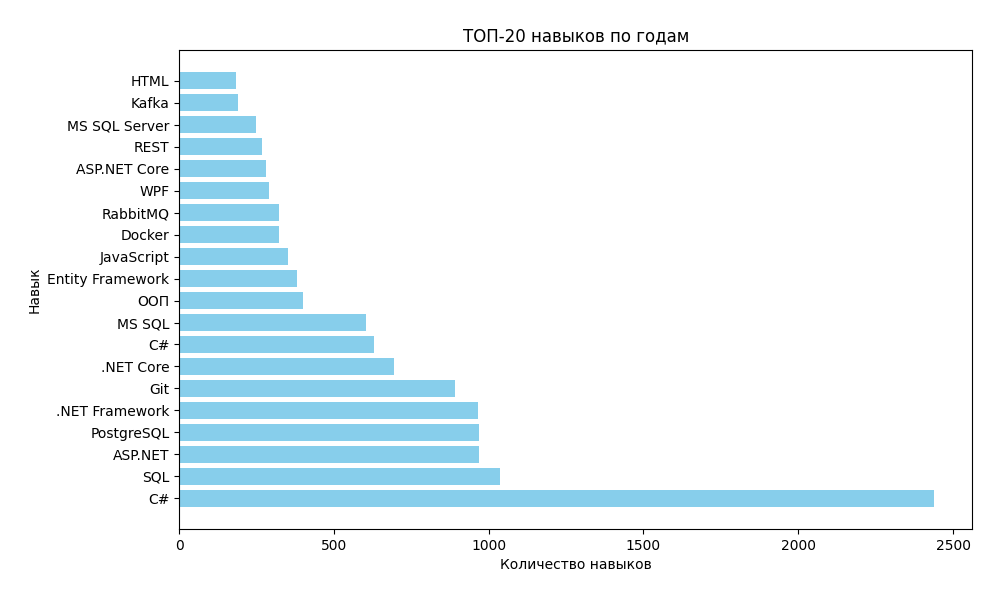 ТОП-20 навыков по годам
Навык
HTML
Kafka
MS SQL Server
REST
ASP.NET Core
WPF
RabbitMQ
Docker
JavaScript
Entity Framework
ООП
MS SQL
C#
.NET Core
Git
.NET Framework
PostgreSQL
ASP.NET
SQL
C#
0 500 1000 1500 2000 2500
Количество навыков